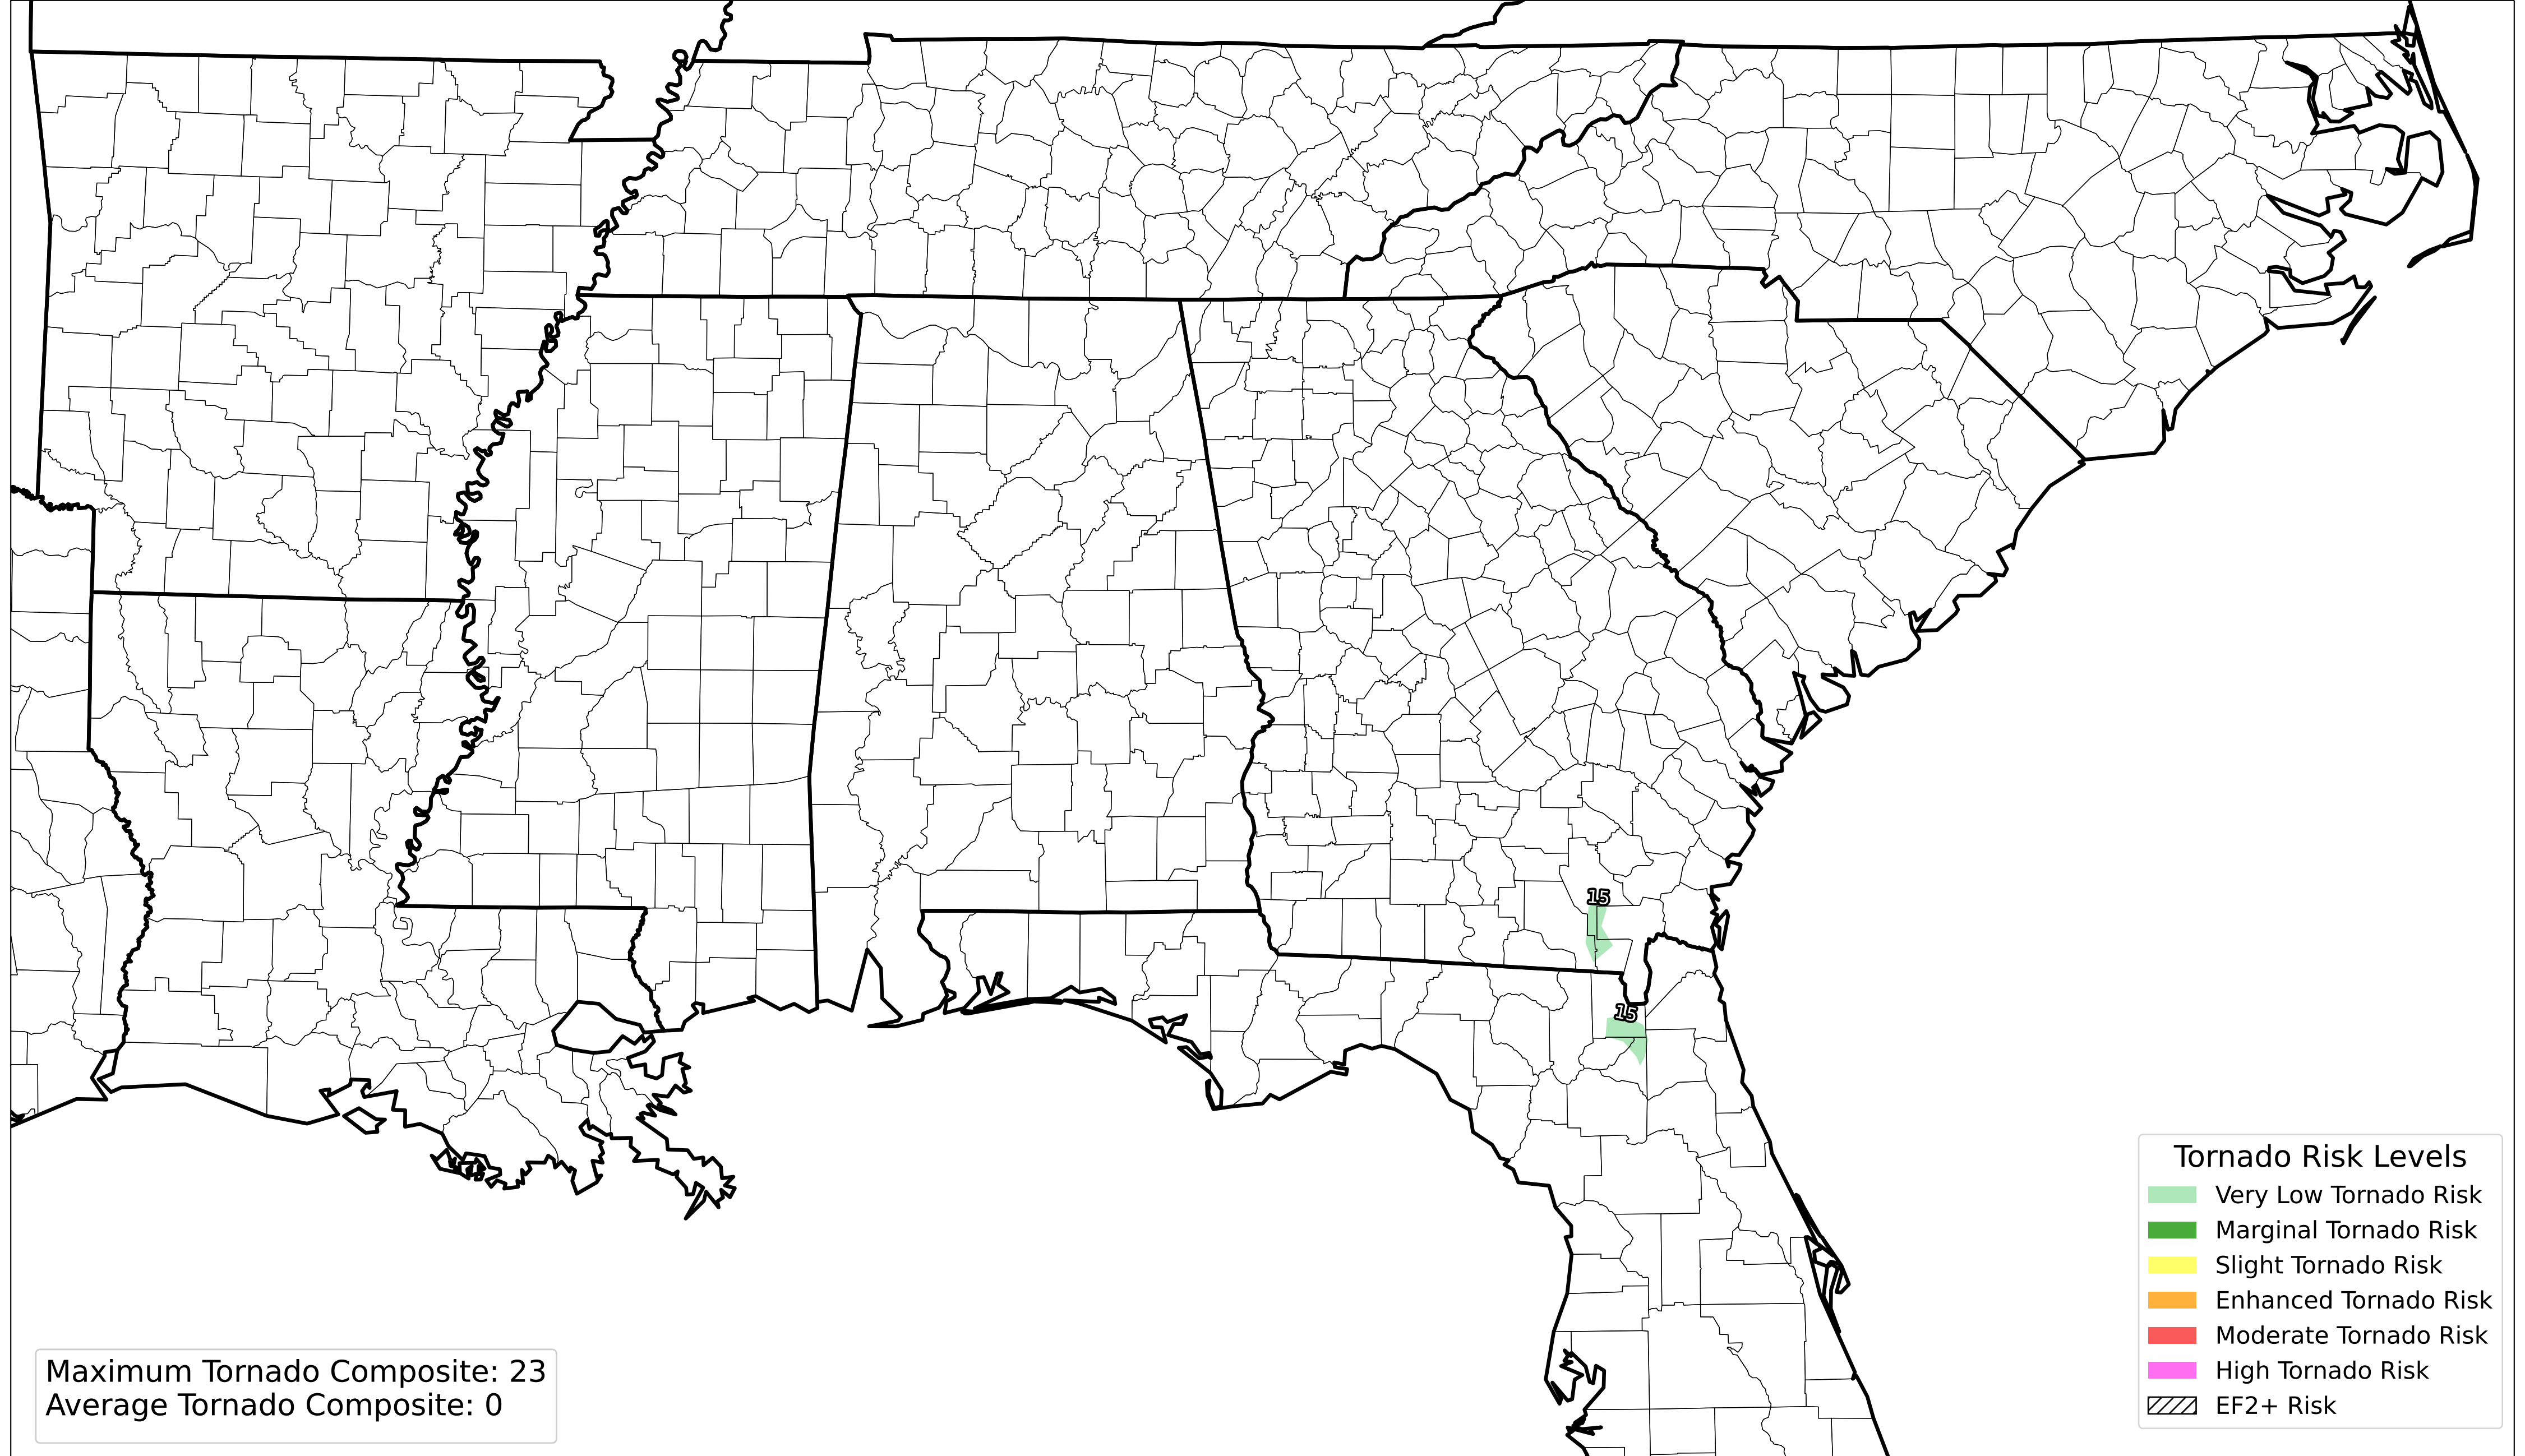 15
15
Tornado Risk Levels
Very Low Tornado Risk
Marginal Tornado Risk
Slight Tornado Risk
Enhanced Tornado Risk
Moderate Tornado Risk
High Tornado Risk
EF2+ Risk
Maximum Tornado Composite: 23
Average Tornado Composite: 0